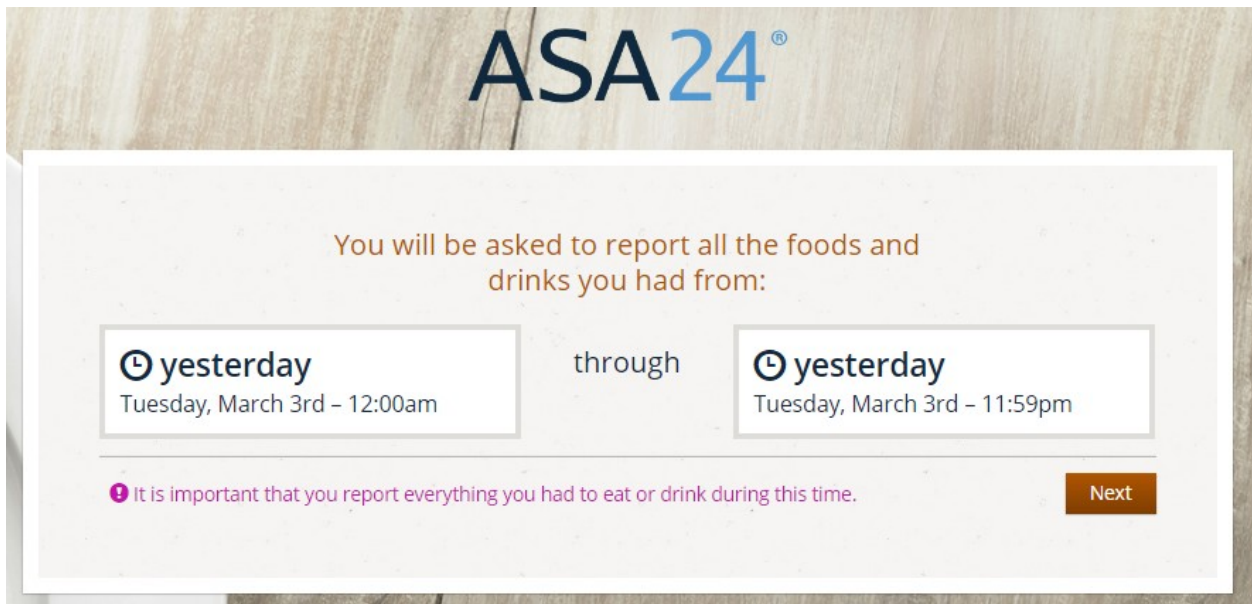 ASA24®
You will be asked to report all the foods and
drinks you had from:
yesterday
Tuesday, March 3rd – 12:00am
through
yesterday
Tuesday, March 3rd – 11:59pm
It is important that you report everything you had to eat or drink during this time.
Next